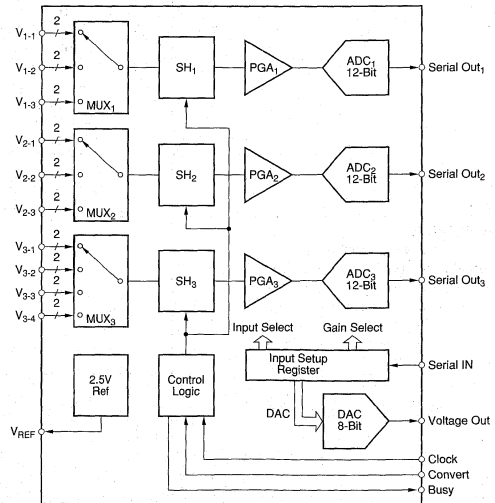 V1-1 2
V1-2 2
V1-3 2
MUX1
SH1
PGA1
ADC1
12-Bit
Serial Out1
V2-1 2
V2-2 2
V2-3 2
MUX2
SH2
PGA2
ADC2
12-Bit
Serial Out2
V3-1 2
V3-2 2
V3-3 2
V3-4 2
MUX3
SH3
PGA3
ADC3
12-Bit
Serial Out3
Input Select
Gain Select
2.5V
Ref
Control
Logic
Input Setup
Register
Serial IN
DAC
DAC
8-Bit
Voltage Out
VREF
Clock
Convert
Busy